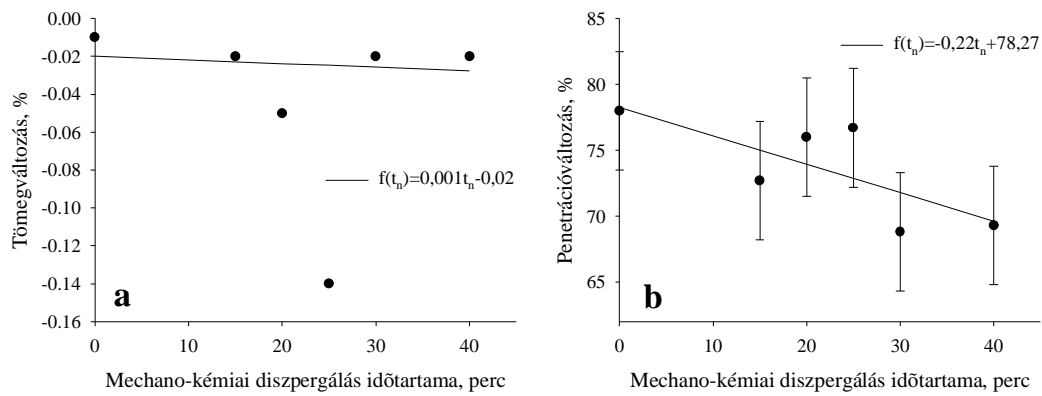 0.00
-0.02
-0.04
-0.06
-0.08
-0.10
-0.12
-0.14
-0.16
Tömegváltozás, %
f(tn)=0,001tn-0,02
a
0 10 20 30 40
Mechano-kémiai diszpergálás idõtartama, perc
f(tn)=-0,22tn+78,27
85
80
75
70
65
Penetrációváltozás, %
b
0 10 20 30 40
Mechano-kémiai diszpergálás idõtartama, perc